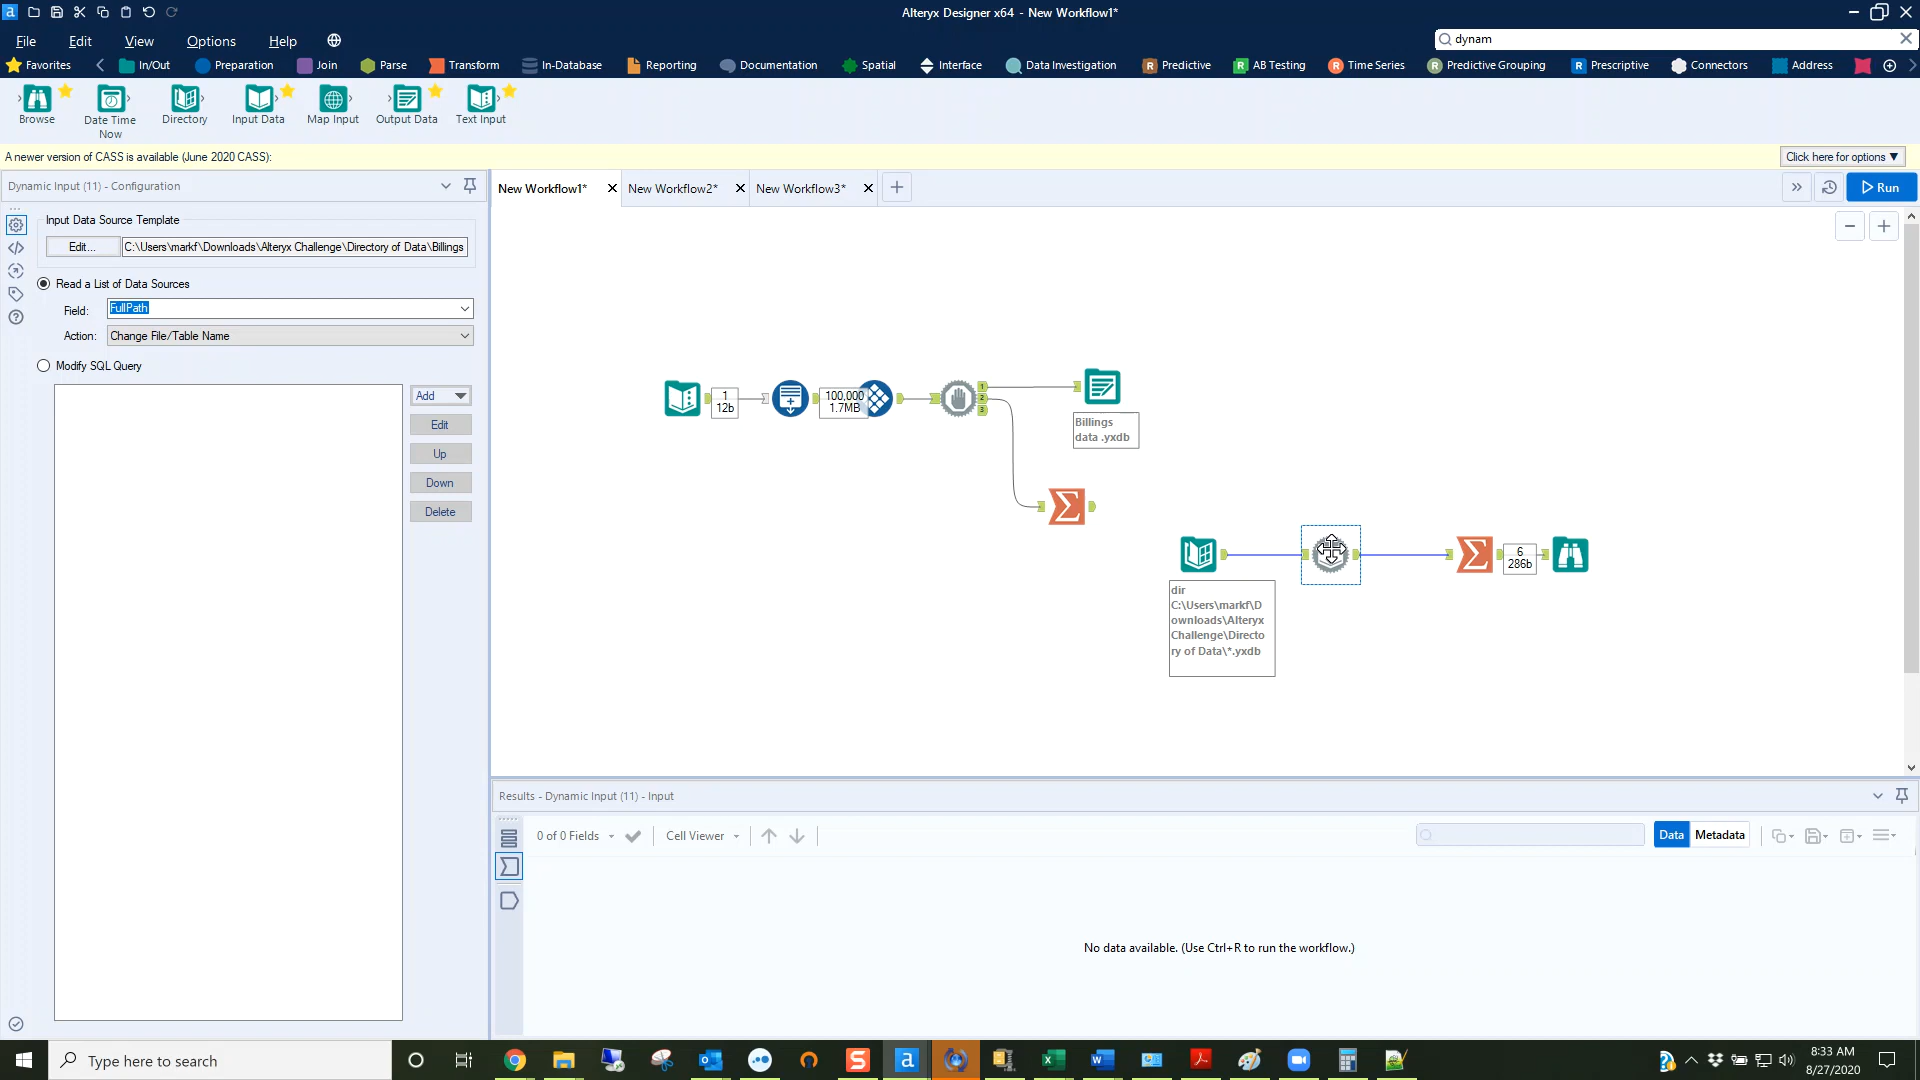 Alteryx Designer x64 - New Workflow1*
File Edit View Options Help
dynam
Favorites In/Out Preparation Join Parse Transform In-Database Reporting Documentation Spatial Interface Data Investigation Predictive AB Testing Time Series Predictive Grouping Prescriptive Connectors Address
Browse Date Time Now Directory Input Data Map Input Output Data Text Input
A newer version of CASS is available (June 2020 CASS):
Click here for options
Dynamic Input (11) - Configuration
New Workflow1* New Workflow2* New Workflow3*
Run
Input Data Source Template
Edit... C:\Users\markf\Downloads\Alteryx Challenge\Directory of Data\Billings
Read a List of Data Sources
Field: FullPath
Action: Change File/Table Name
Modify SQL Query
Add
Edit
Up
Down
Delete
1
12b
100,000
1.7MB
1
2
3
Billings
data .yxdb
6
286b
dir
C:\Users\markf\D
ownloads\Alteryx
Challenge\Directo
ry of Data\*.yxdb
Results - Dynamic Input (11) - Input
0 of 0 Fields Cell Viewer Data Metadata
No data available. (Use Ctrl+R to run the workflow.)
Type here to search
8:33 AM
8/27/2020